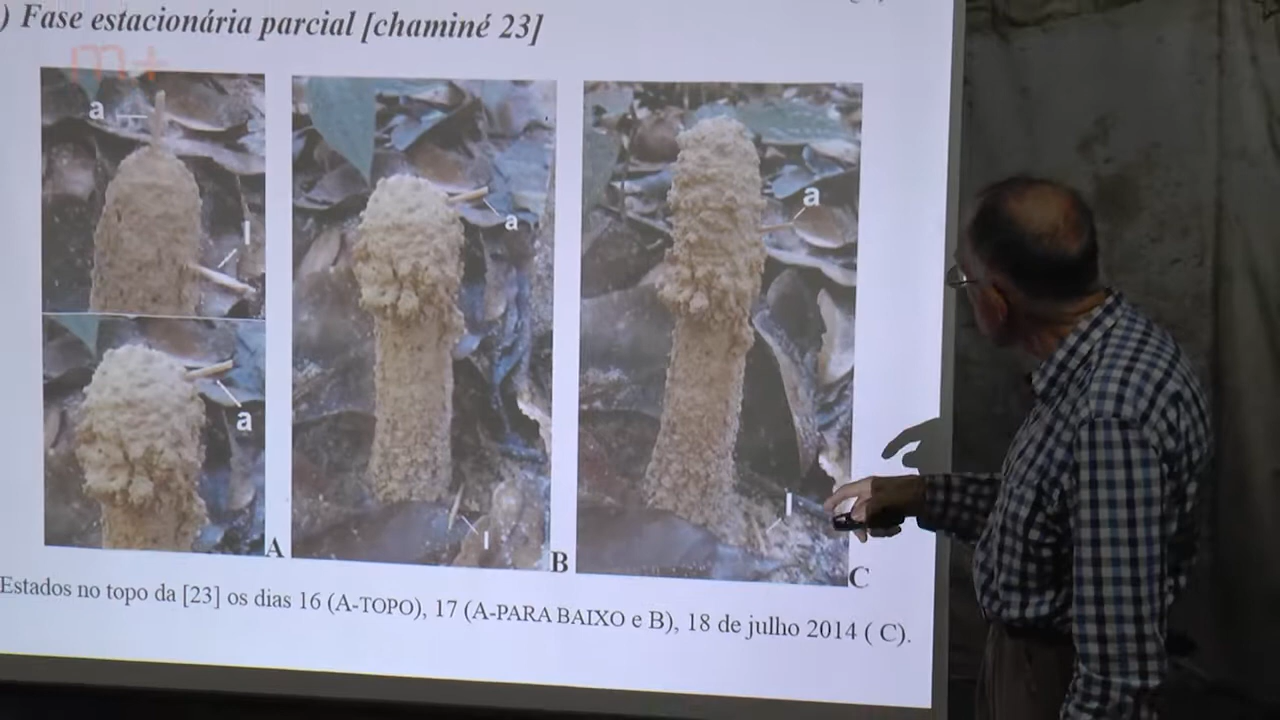 ) Fase estacionária parcial [chaminé 23]
m+
a
l
a
A
a
l
B
a
l
C
Estados no topo da [23] os dias 16 (A-TOPO), 17 (A-PARA BAIXO e B), 18 de julho 2014 ( C).